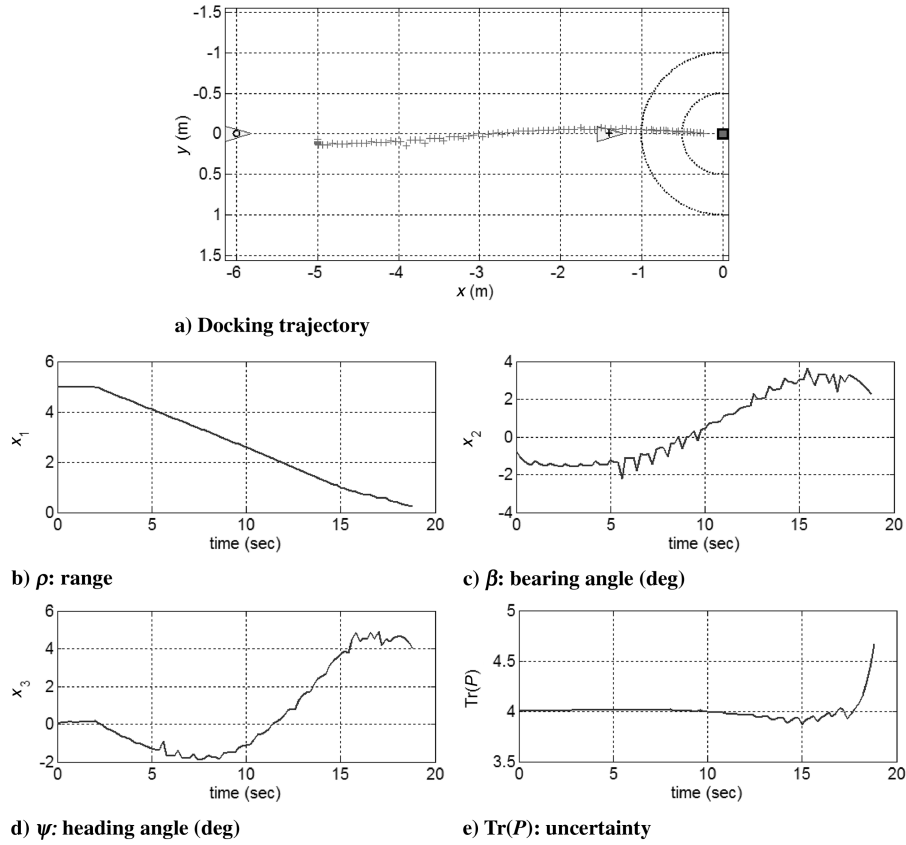 -1.5
-1
-0.5
0
0.5
1
1.5
y (m)
-6 -5 -4 -3 -2 -1 0
x (m)
a) Docking trajectory
6
4
2
0
x1
0 5 10 15 20
time (sec)
b) ρ: range
4
2
0
-2
-4
x2
0 5 10 15 20
time (sec)
c) β: bearing angle (deg)
6
4
2
0
-2
x3
0 5 10 15 20
time (sec)
d) ψ: heading angle (deg)
5
4.5
4
3.5
Tr(P)
0 5 10 15 20
time (sec)
e) Tr(P): uncertainty